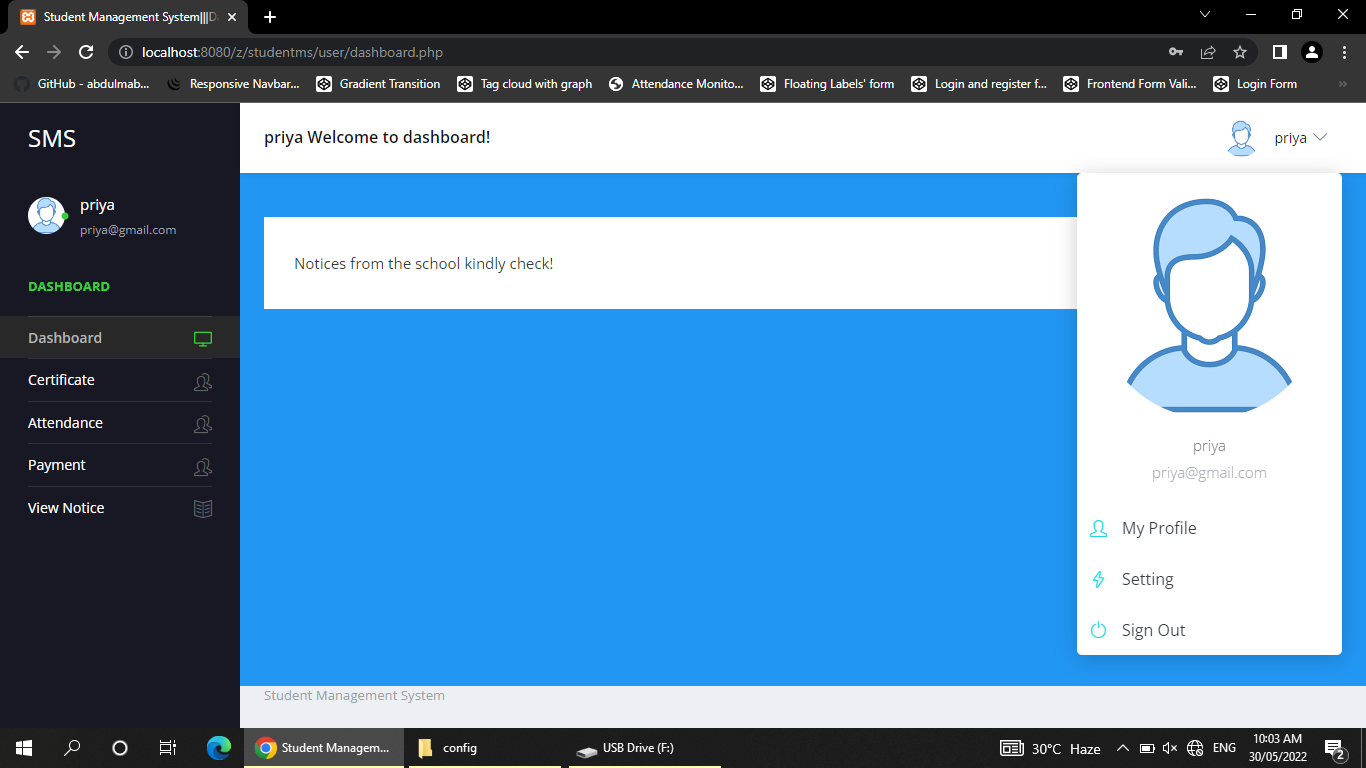 Student Management System|||D
localhost:8080/z/studentms/user/dashboard.php
GitHub - abdulmab...
Responsive Navbar...
Gradient Transition
Tag cloud with graph
Attendance Monito...
Floating Labels' form
Login and register f...
Frontend Form Vali...
Login Form
SMS
priya Welcome to dashboard!
priya
priya
priya@gmail.com
DASHBOARD
Dashboard
Certificate
Attendance
Payment
View Notice
Notices from the school kindly check!
priya
priya@gmail.com
My Profile
Setting
Sign Out
Student Management System
Student Managem...
config
USB Drive (F:)
30°C Haze
ENG
10:03 AM
30/05/2022
2